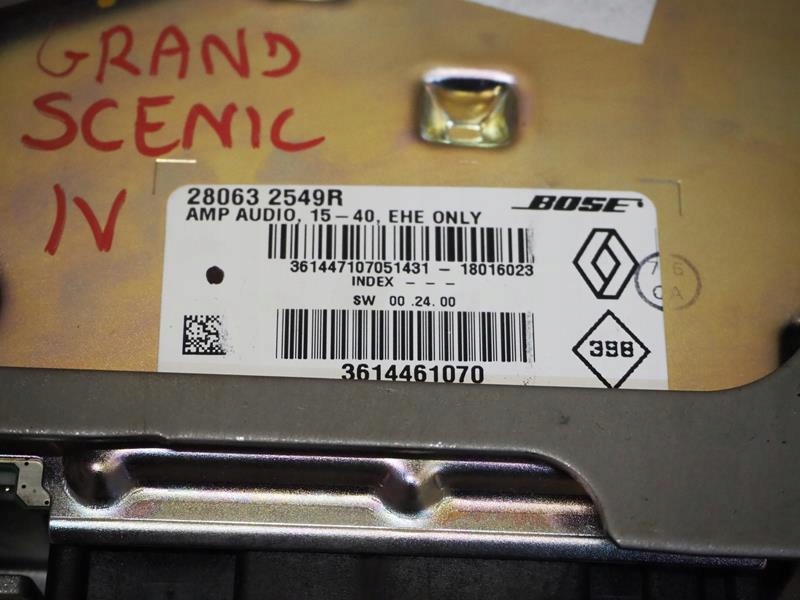 GRAND
SCENIC
IV
28063 2549R
BOSE
AMP AUDIO, 15-40, EHE ONLY
361447107051431 - 18016023
INDEX - - -
SW 00 .24. 00
398
3614461070